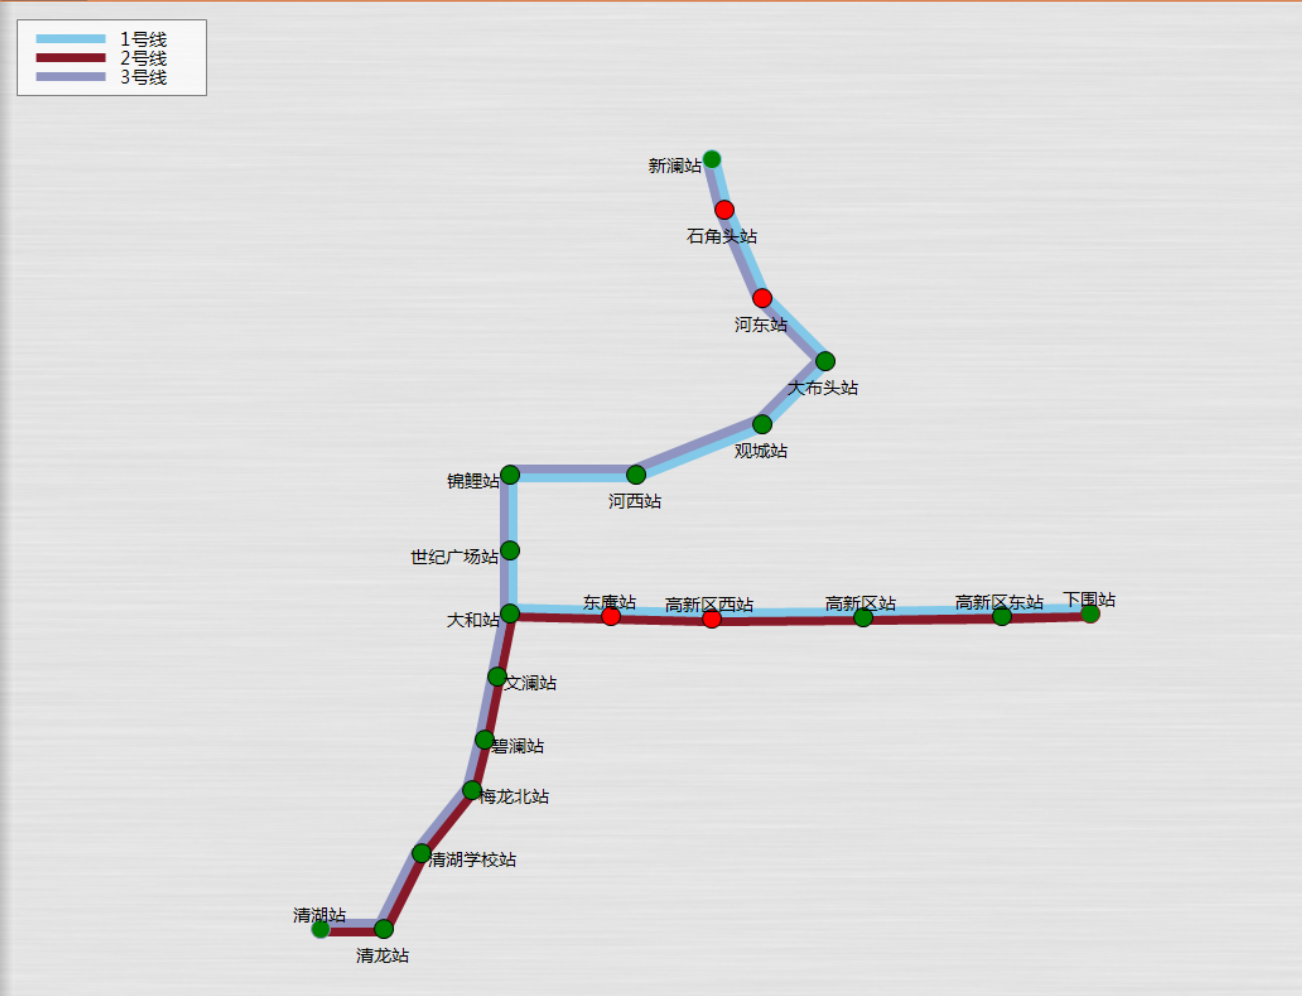 1号线
2号线
3号线
新澜站
石角头站
河东站
大布头站
观城站
锦鲤站
河西站
世纪广场站
大和站
东庵站
高新区西站
高新区站
高新区东站
下围站
文澜站
碧澜站
梅龙北站
清湖学校站
清湖站
清龙站